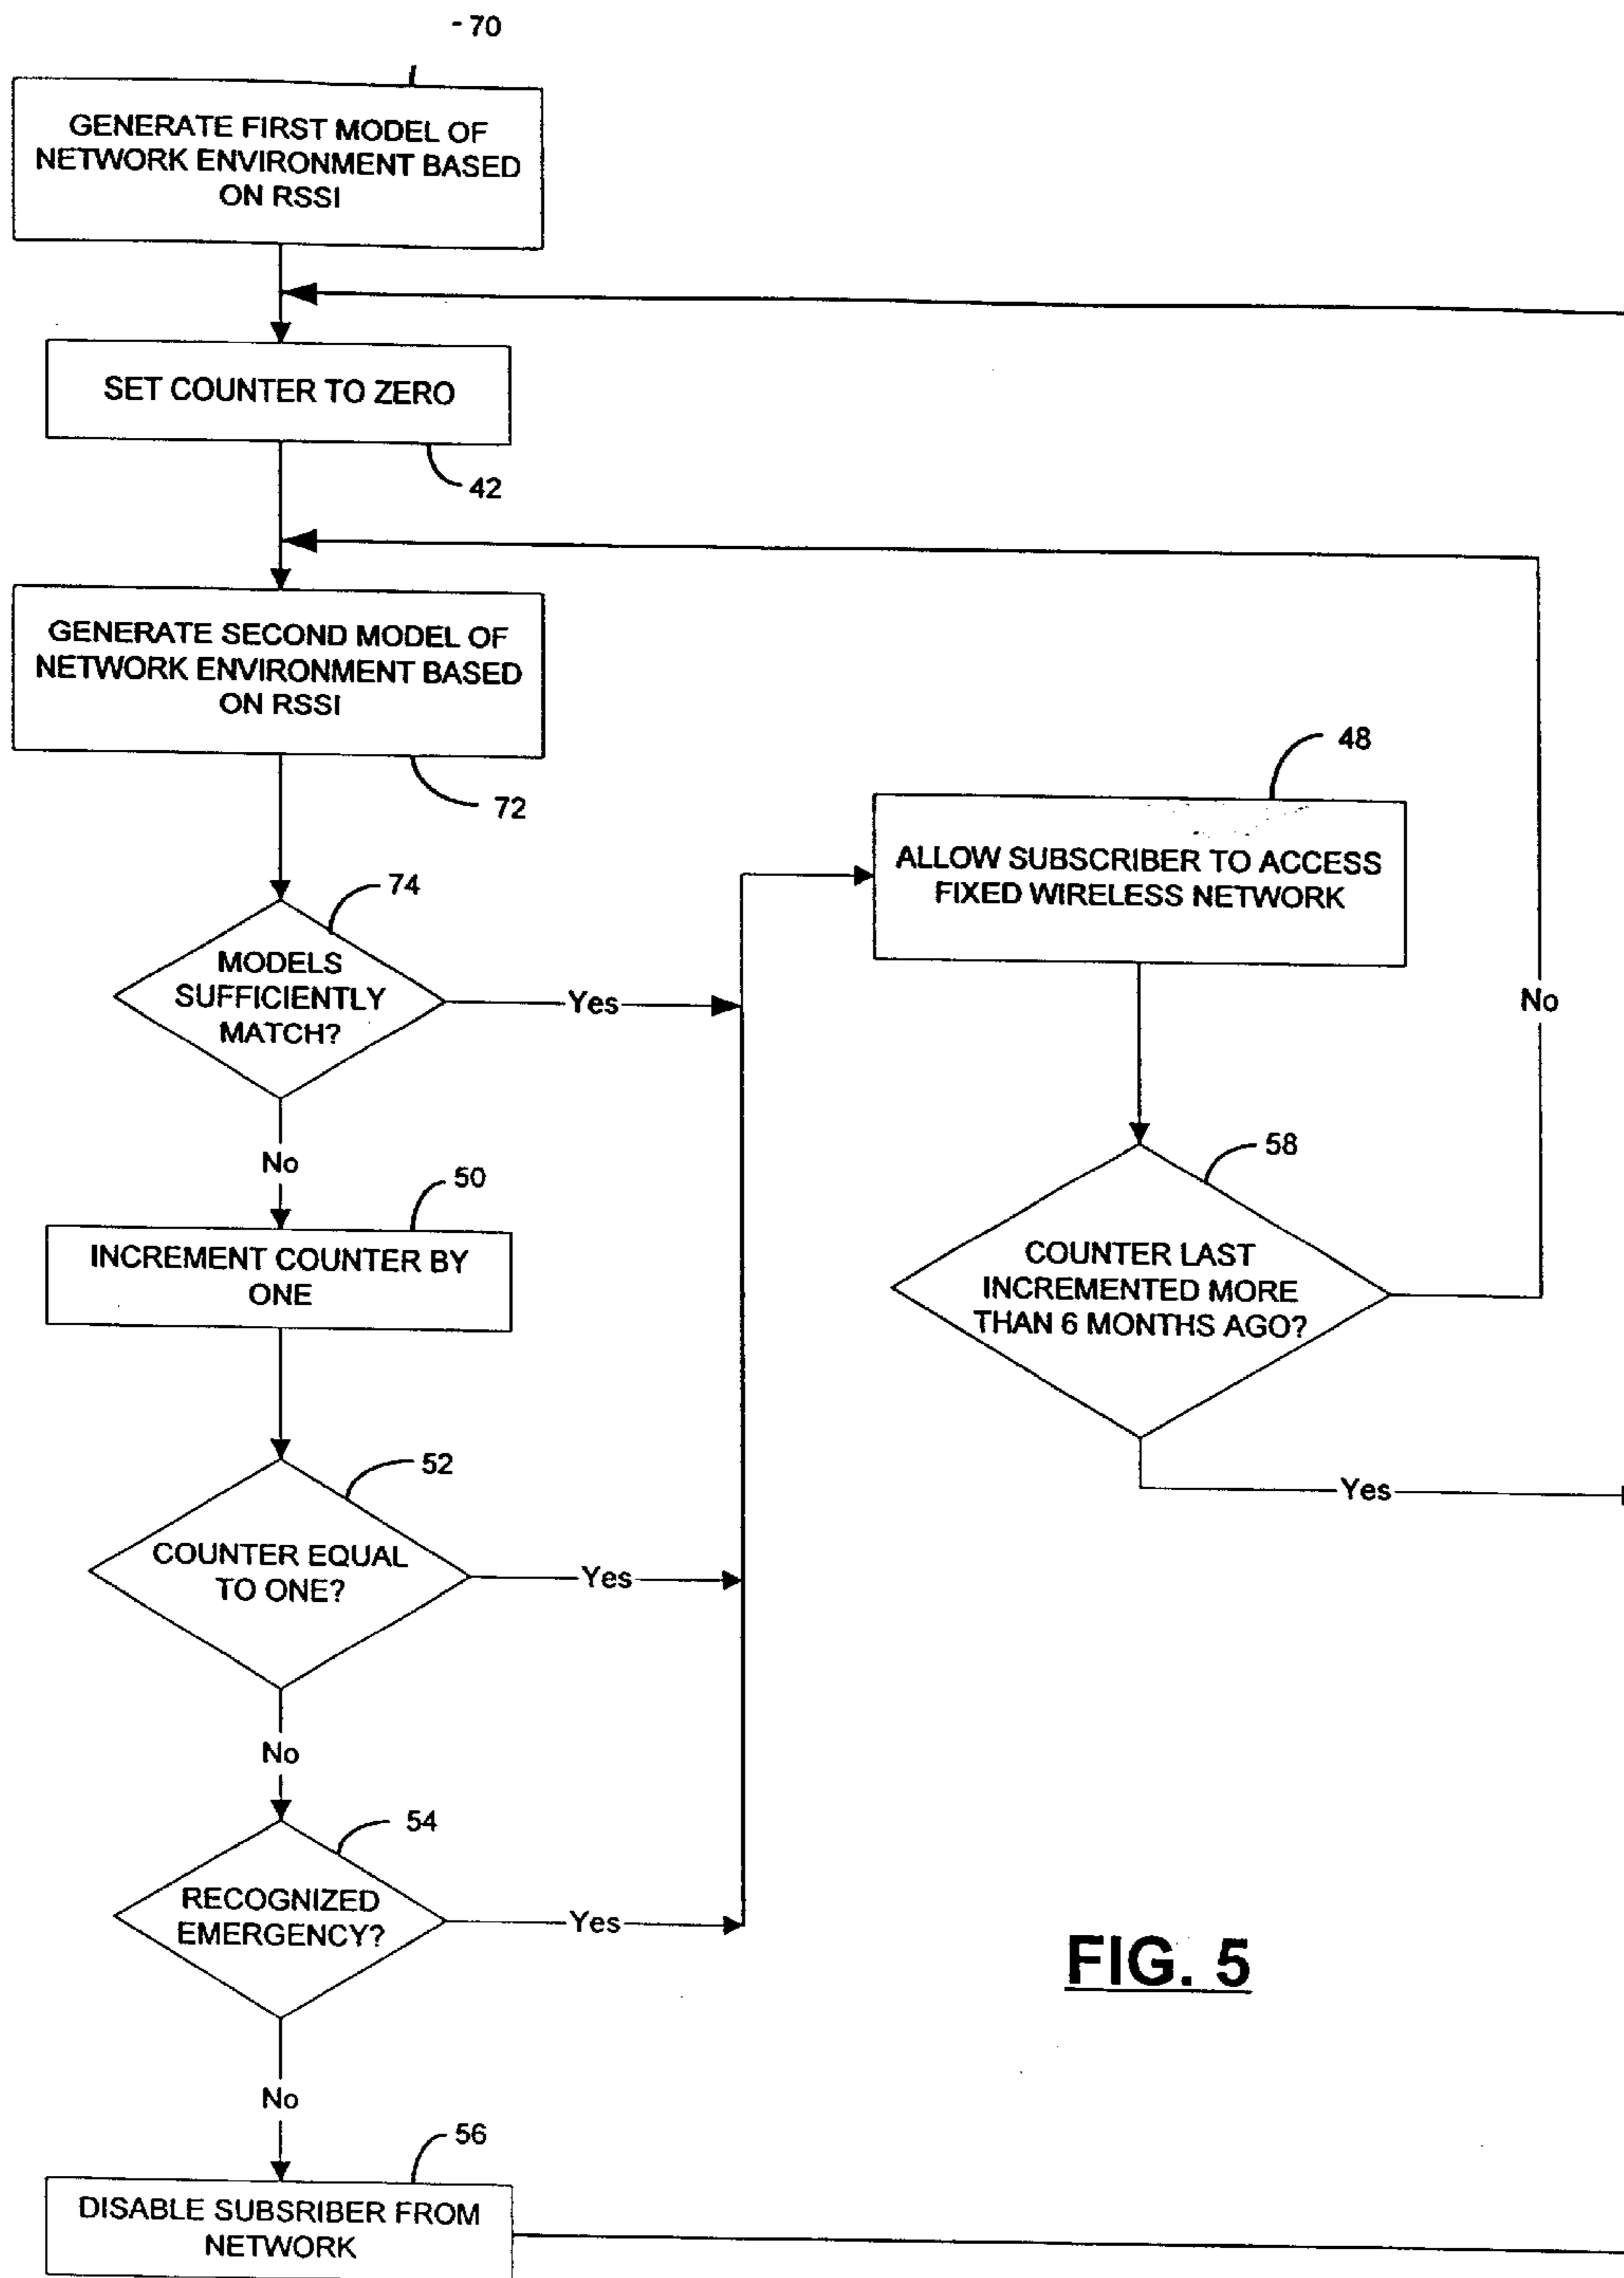 70
GENERATE FIRST MODEL OF
NETWORK ENVIRONMENT BASED
ON RSSI
SET COUNTER TO ZERO
42
GENERATE SECOND MODEL OF
NETWORK ENVIRONMENT BASED
ON RSSI
72
48
ALLOW SUBSCRIBER TO ACCESS
FIXED WIRELESS NETWORK
74
MODELS
SUFFICIENTLY
MATCH?
Yes
No
No
50
INCREMENT COUNTER BY
ONE
58
COUNTER LAST
INCREMENTED MORE
THAN 6 MONTHS AGO?
Yes
52
COUNTER EQUAL
TO ONE?
Yes
No
54
RECOGNIZED
EMERGENCY?
Yes
No
56
DISABLE SUBSRIBER FROM
NETWORK
FIG. 5